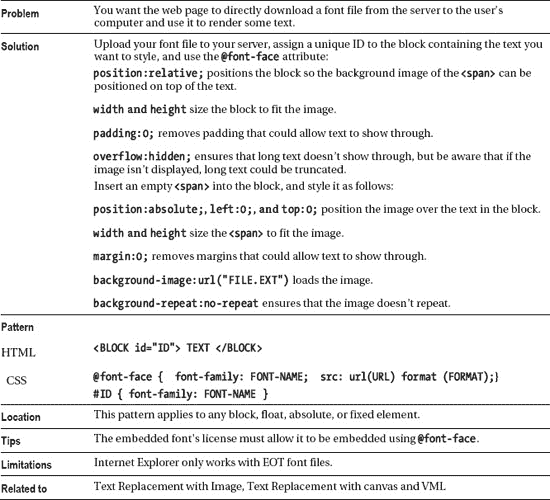 Problem
You want the web page to directly download a font file from the server to the user's
computer and use it to render some text.
Solution
Upload your font file to your server, assign a unique ID to the block containing the text you
want to style, and use the @font-face attribute:
position:relative; positions the block so the background image of the <span> can be
positioned on top of the text.
width and height size the block to fit the image.
padding:0; removes padding that could allow text to show through.
overflow:hidden; ensures that long text doesn't show through, but be aware that if the
image isn't displayed, long text could be truncated.
Insert an empty <span> into the block, and style it as follows:
position:absolute;, left:0;, and top:0; position the image over the text in the block.
width and height size the <span> to fit the image.
margin:0; removes margins that could allow text to show through.
background-image:url("FILE.EXT") loads the image.
background-repeat:no-repeat ensures that the image doesn't repeat.
Pattern
HTML
<BLOCK id="ID"> TEXT </BLOCK>
CSS
@font-face { font-family: FONT-NAME; src: url(URL) format (FORMAT);}
#ID { font-family: FONT-NAME }
Location
This pattern applies to any block, float, absolute, or fixed element.
Tips
The embedded font's license must allow it to be embedded using @font-face.
Limitations
Internet Explorer only works with EOT font files.
Related to
Text Replacement with Image, Text Replacement with canvas and VML